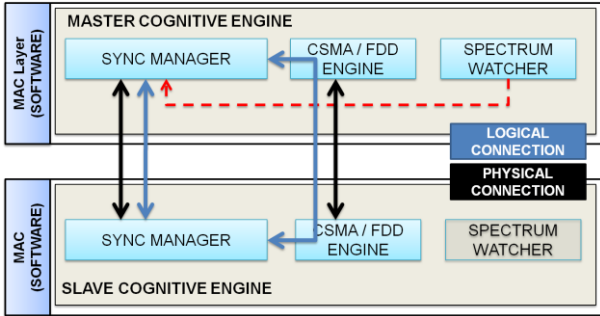 MAC Layer
(SOFTWARE)
MASTER COGNITIVE ENGINE
SYNC MANAGER
CSMA / FDD
ENGINE
SPECTRUM
WATCHER
LOGICAL
CONNECTION
PHYSICAL
CONNECTION
MAC
(SOFTWARE)
SYNC MANAGER
CSMA / FDD
ENGINE
SPECTRUM
WATCHER
SLAVE COGNITIVE ENGINE